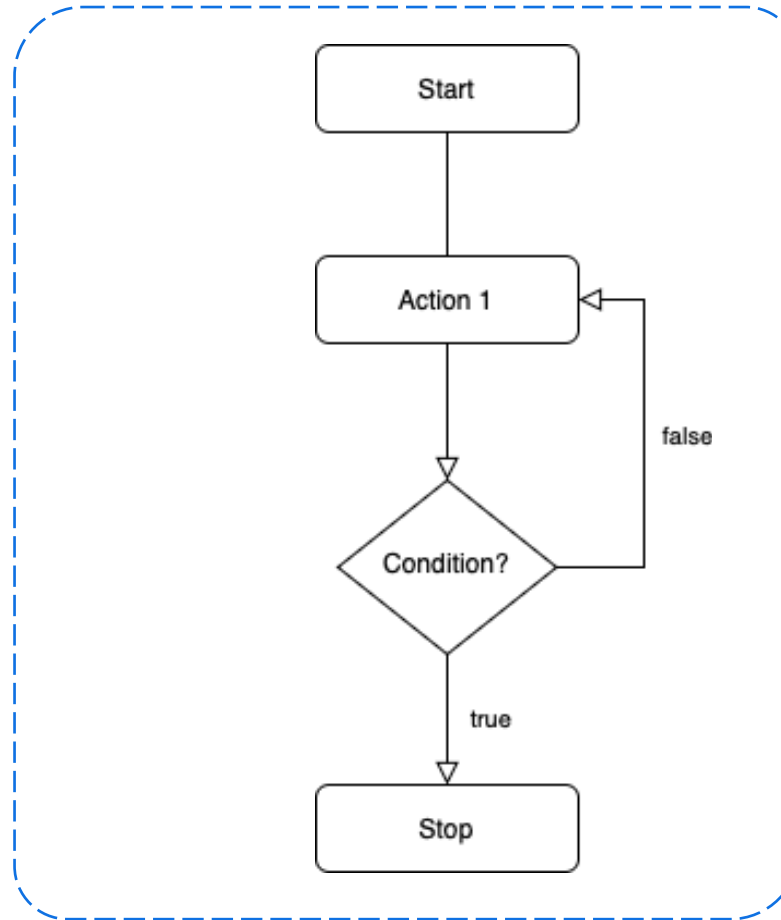 Start
Action 1
false
Condition?
true
Stop